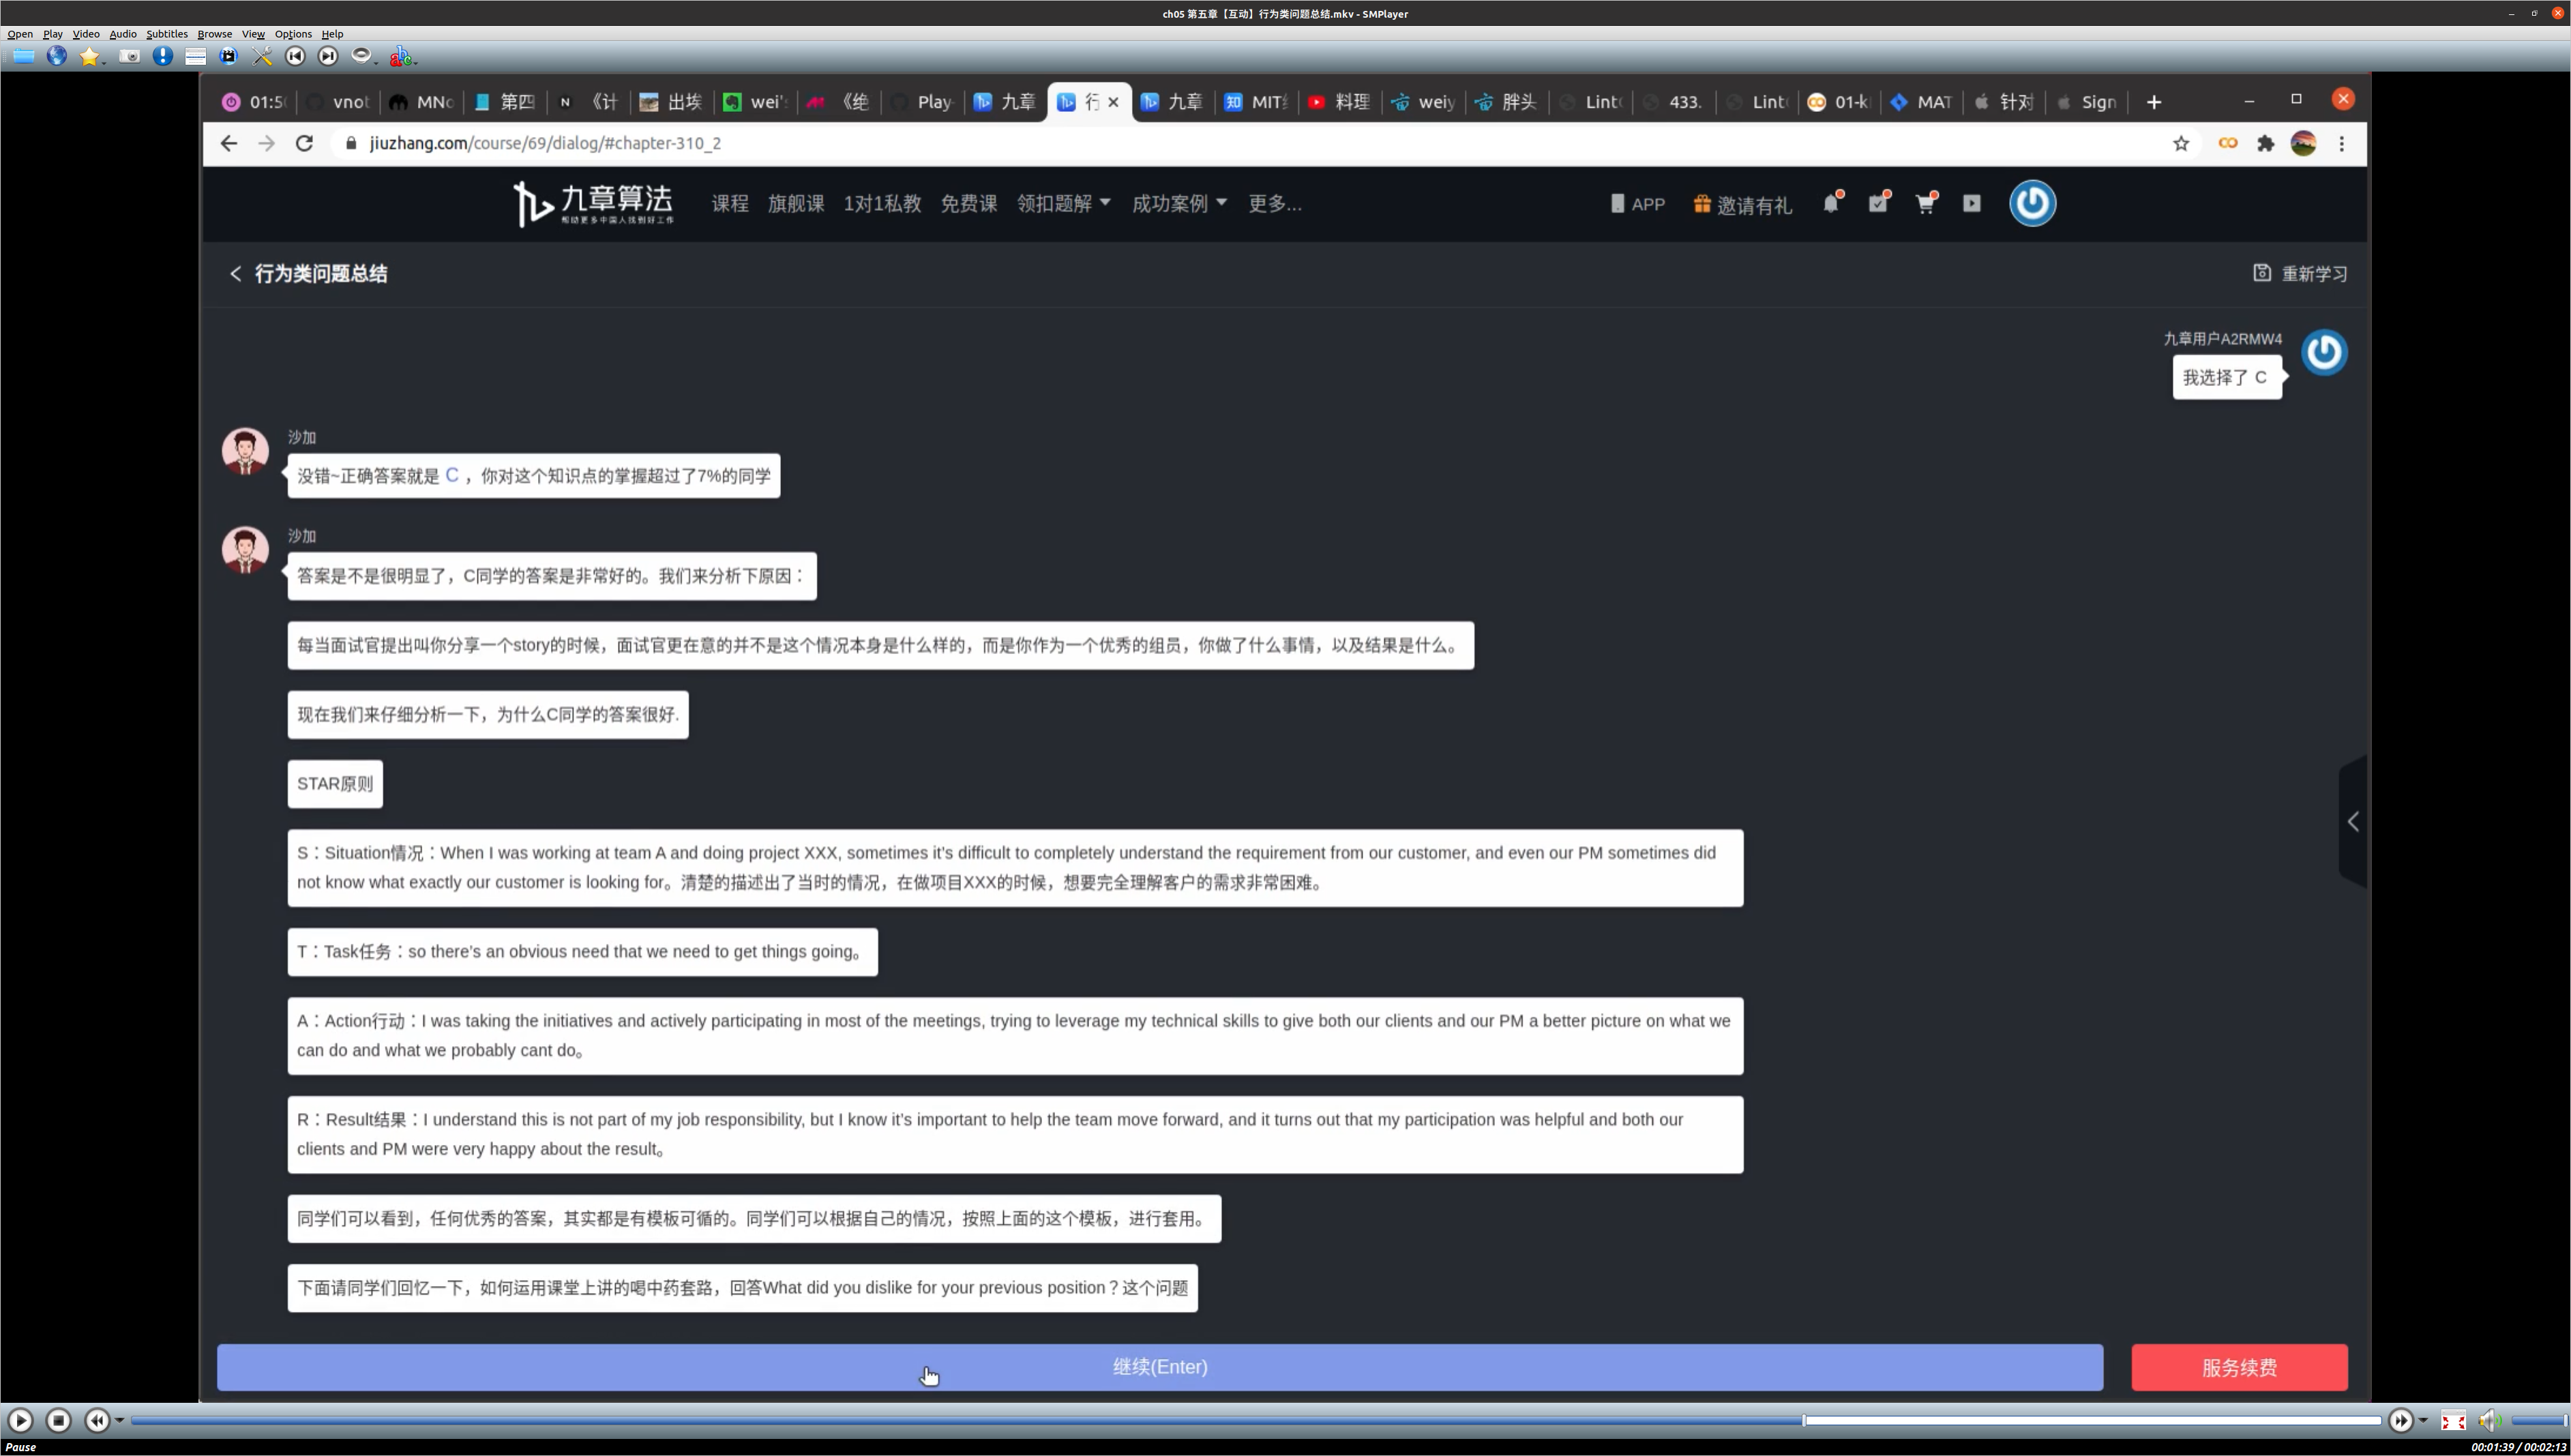 ch05 第五章【互动】行为类问题总结.mkv - SMPlayer
Open Play Video Audio Subtitles Browse View Options Help
01:5 vnot MNo 第四 《计 出埃 wei's 《绝 Play- 九章 行 九章 MIT 料理 weiy 胖头 Lint 433. Lint 01-k MAT 针对 Sign
jiuzhang.com/course/69/dialog/#chapter-310_2
九章算法 课程 旗舰课 1对1私教 免费课 领扣题解 成功案例 更多... APP 邀请有礼
帮助更多中国人找到好工作
行为类问题总结 重新学习
九章用户A2RMW4
我选择了 C
沙加
没错~正确答案就是 C ，你对这个知识点的掌握超过了7%的同学
沙加
答案是不是很明显了，C同学的答案是非常好的。我们来分析下原因：
每当面试官提出叫你分享一个story的时候，面试官更在意的并不是这个情况本身是什么样的，而是你作为一个优秀的组员，你做了什么事情，以及结果是什么。
现在我们来仔细分析一下，为什么C同学的答案很好.
STAR原则
S：Situation情况：When I was working at team A and doing project XXX, sometimes it's difficult to completely understand the requirement from our customer, and even our PM sometimes did
not know what exactly our customer is looking for。清楚的描述出了当时的情况，在做项目XXX的时候，想要完全理解客户的需求非常困难。
T：Task任务：so there's an obvious need that we need to get things going。
A：Action行动：I was taking the initiatives and actively participating in most of the meetings, trying to leverage my technical skills to give both our clients and our PM a better picture on what we
can do and what we probably cant do。
R：Result结果：I understand this is not part of my job responsibility, but I know it's important to help the team move forward, and it turns out that my participation was helpful and both our
clients and PM were very happy about the result。
同学们可以看到，任何优秀的答案，其实都是有模板可循的。同学们可以根据自己的情况，按照上面的这个模板，进行套用。
下面请同学们回忆一下，如何运用课堂上讲的喝中药套路，回答What did you dislike for your previous position？这个问题
继续(Enter) 服务续费
Pause 00:01:39 / 00:02:13